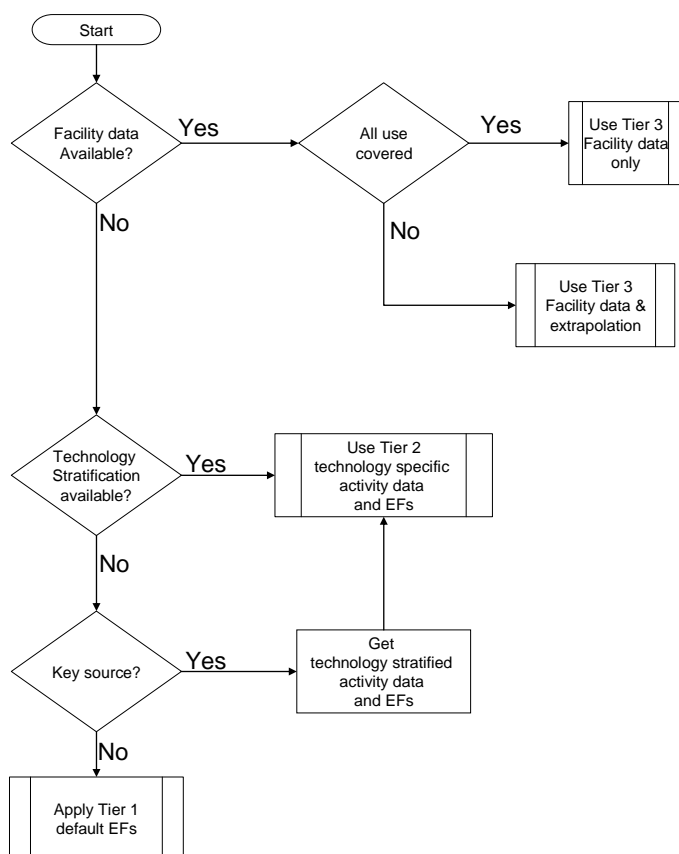 Start
Facility data
Available?
Yes
All use
covered
Yes
Use Tier 3
Facility data
only
No
No
Use Tier 3
Facility data &
extrapolation
Technology
Stratification
available?
Yes
Use Tier 2
technology specific
activity data
and EFs
No
Key source?
Yes
Get
technology stratified
activity data
and EFs
No
Apply Tier 1
default EFs